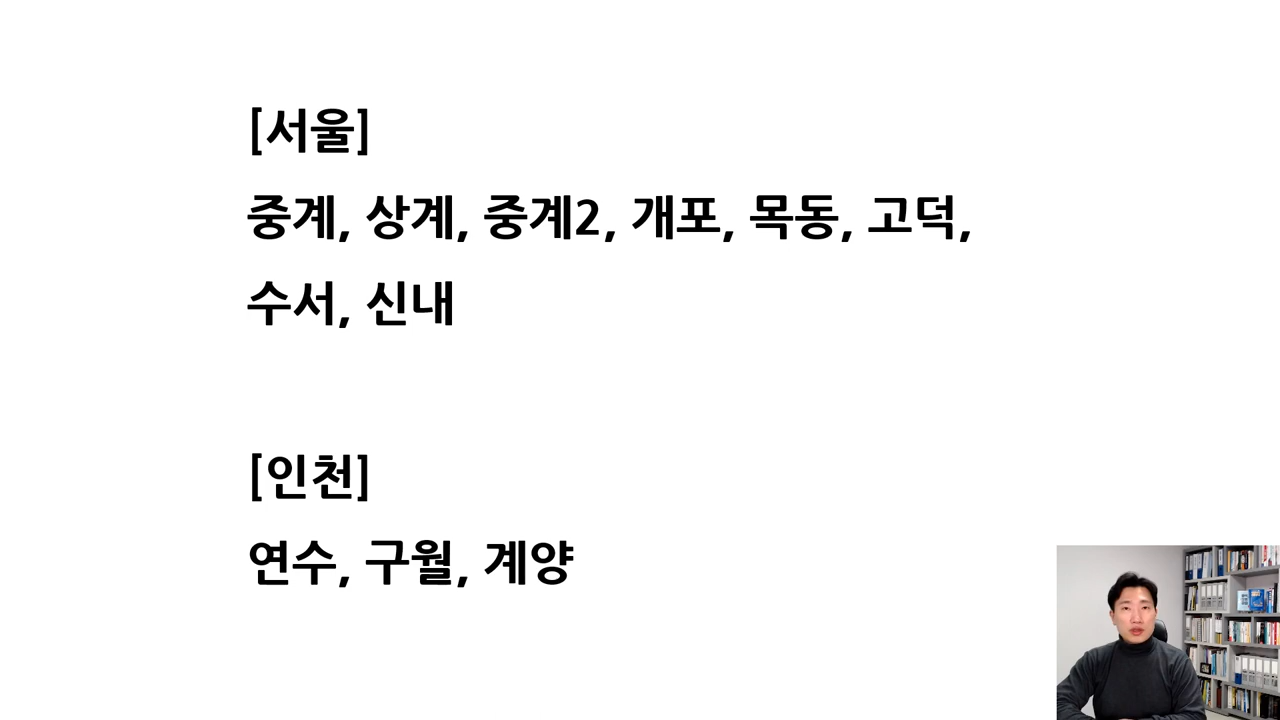 [서울]
중계, 상계, 중계2, 개포, 목동, 고덕,
수서, 신내
[인천]
연수, 구월, 계양